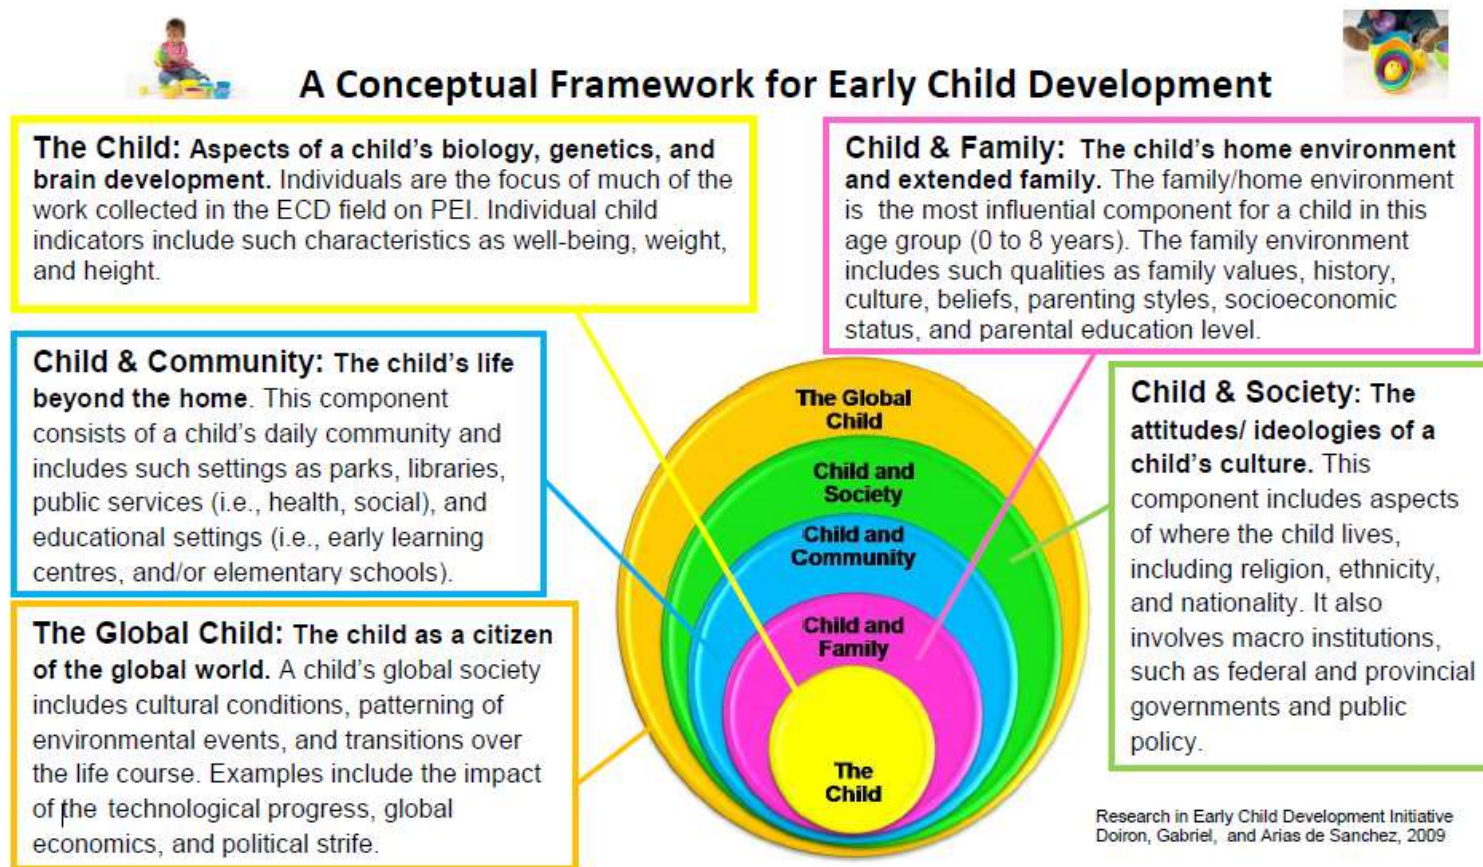 A Conceptual Framework for Early Child Development
The Child: Aspects of a child's biology, genetics, and
brain development. Individuals are the focus of much of the
work collected in the ECD field on PEI. Individual child
indicators include such characteristics as well-being, weight,
and height.
Child & Family: The child's home environment
and extended family. The family/home environment
is the most influential component for a child in this
age group (0 to 8 years). The family environment
includes such qualities as family values, history,
culture, beliefs, parenting styles, socioeconomic
status, and parental education level.
Child & Community: The child's life
beyond the home. This component
consists of a child's daily community and
includes such settings as parks, libraries,
public services (i.e., health, social), and
educational settings (i.e., early learning
centres, and/or elementary schools).
The Global Child: The child as a citizen
of the global world. A child's global society
includes cultural conditions, patterning of
environmental events, and transitions over
the life course. Examples include the impact
of the technological progress, global
economics, and political strife.
The Global
Child
Child and
Society
Child and
Community
Child and
Family
The
Child
Child & Society: The
attitudes/ ideologies of a
child's culture. This
component includes aspects
of where the child lives,
including religion, ethnicity,
and nationality. It also
involves macro institutions,
such as federal and provincial
governments and public
policy.
Research in Early Child Development Initiative
Doiron, Gabriel, and Arias de Sanchez, 2009